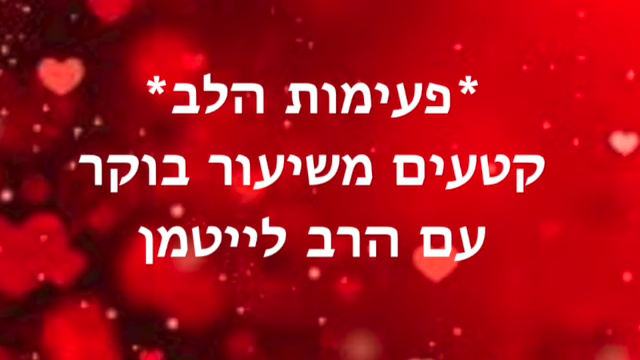 *פעימות הלב*
קטעים משיעור בוקר
עם הרב לייטמן